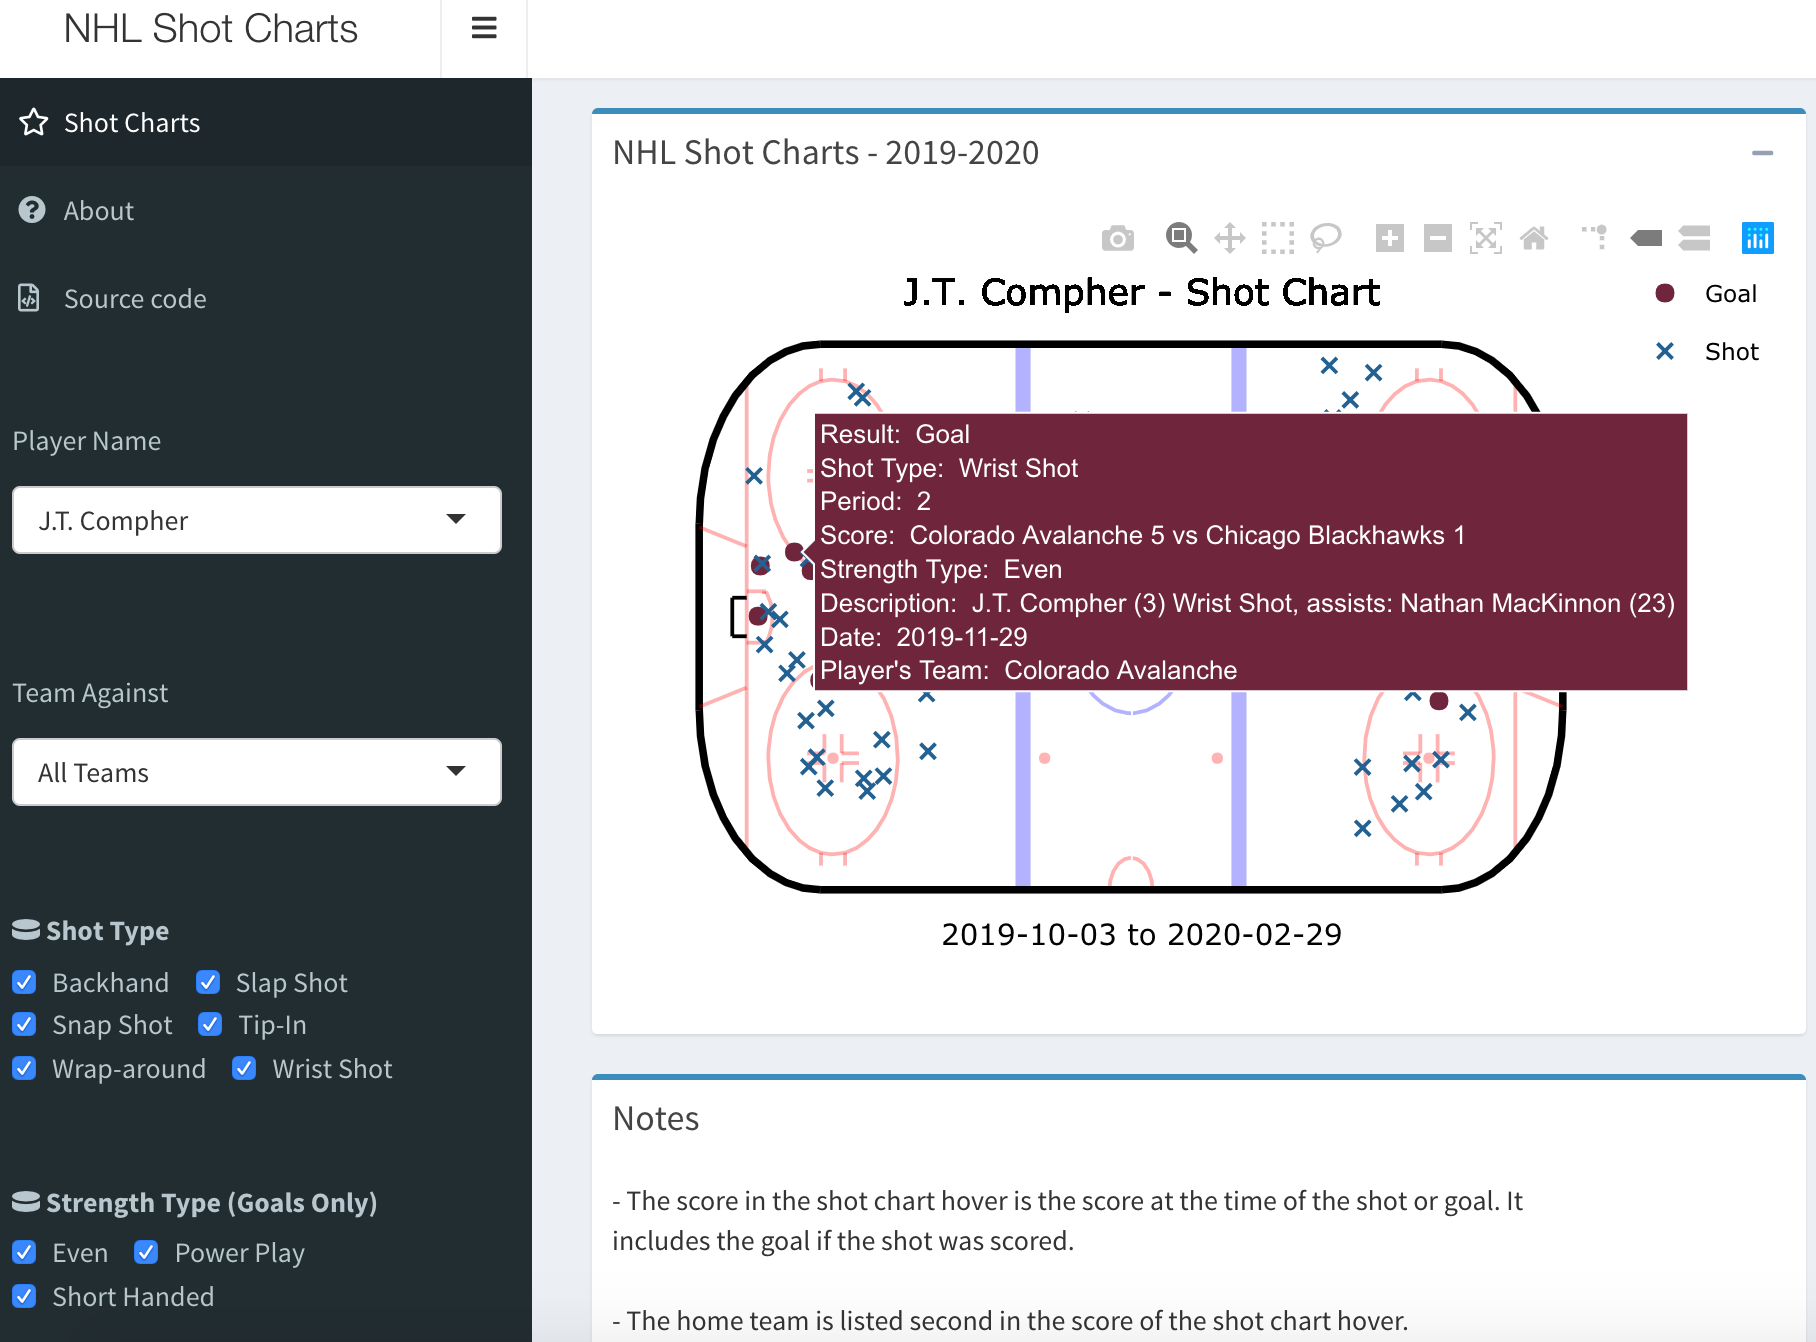 NHL Shot Charts
Shot Charts
About
Source code
Player Name
J.T. Compher
Team Against
All Teams
Shot Type
Backhand Slap Shot
Snap Shot Tip-In
Wrap-around Wrist Shot
Strength Type (Goals Only)
Even Power Play
Short Handed
NHL Shot Charts - 2019-2020
J.T. Compher - Shot Chart
Goal
Shot
Result: Goal
Shot Type: Wrist Shot
Period: 2
Score: Colorado Avalanche 5 vs Chicago Blackhawks 1
Strength Type: Even
Description: J.T. Compher (3) Wrist Shot, assists: Nathan MacKinnon (23)
Date: 2019-11-29
Player's Team: Colorado Avalanche
2019-10-03 to 2020-02-29
Notes
- The score in the shot chart hover is the score at the time of the shot or goal. It
includes the goal if the shot was scored.
- The home team is listed second in the score of the shot chart hover.